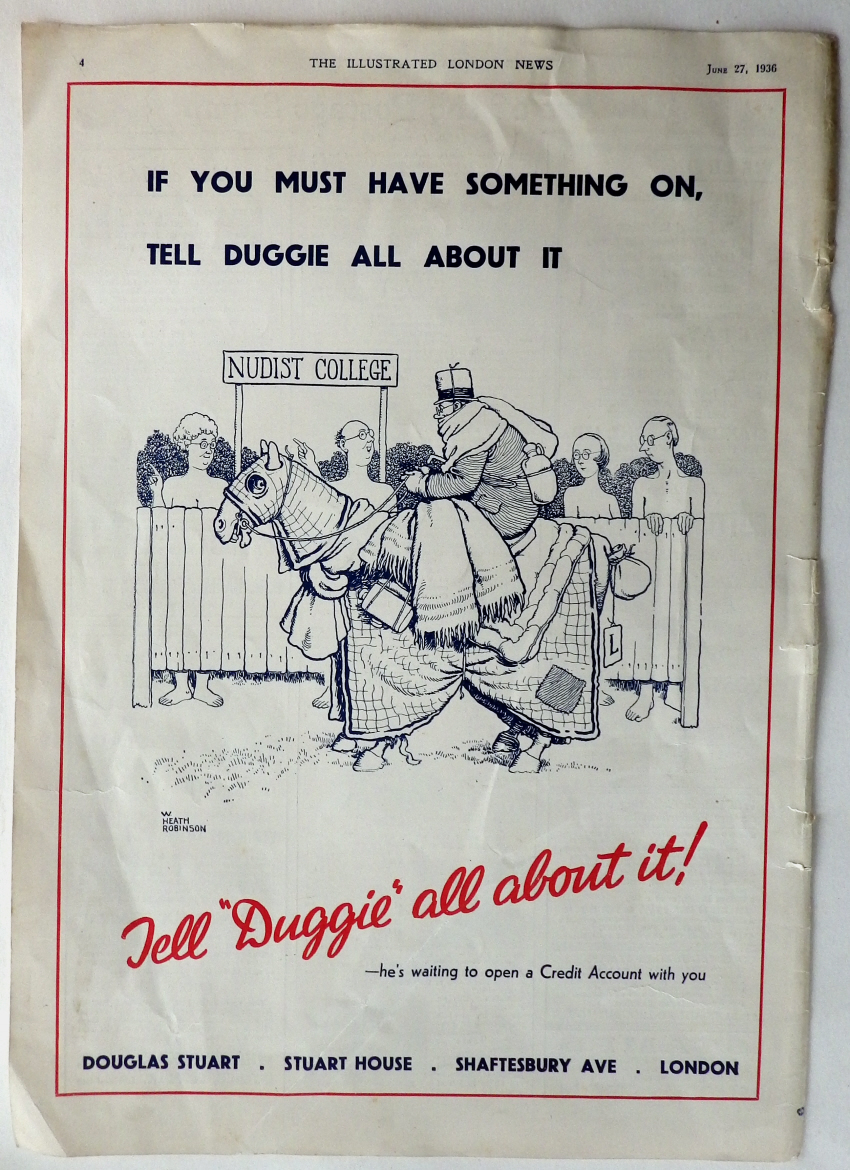 4
THE ILLUSTRATED LONDON NEWS
JUNE 27, 1936
IF YOU MUST HAVE SOMETHING ON,
TELL DUGGIE ALL ABOUT IT
NUDIST COLLEGE
L
W
HEATH
ROBINSON
Tell "Duggie" all about it!
—he's waiting to open a Credit Account with you
DOUGLAS STUART . STUART HOUSE . SHAFTESBURY AVE . LONDON